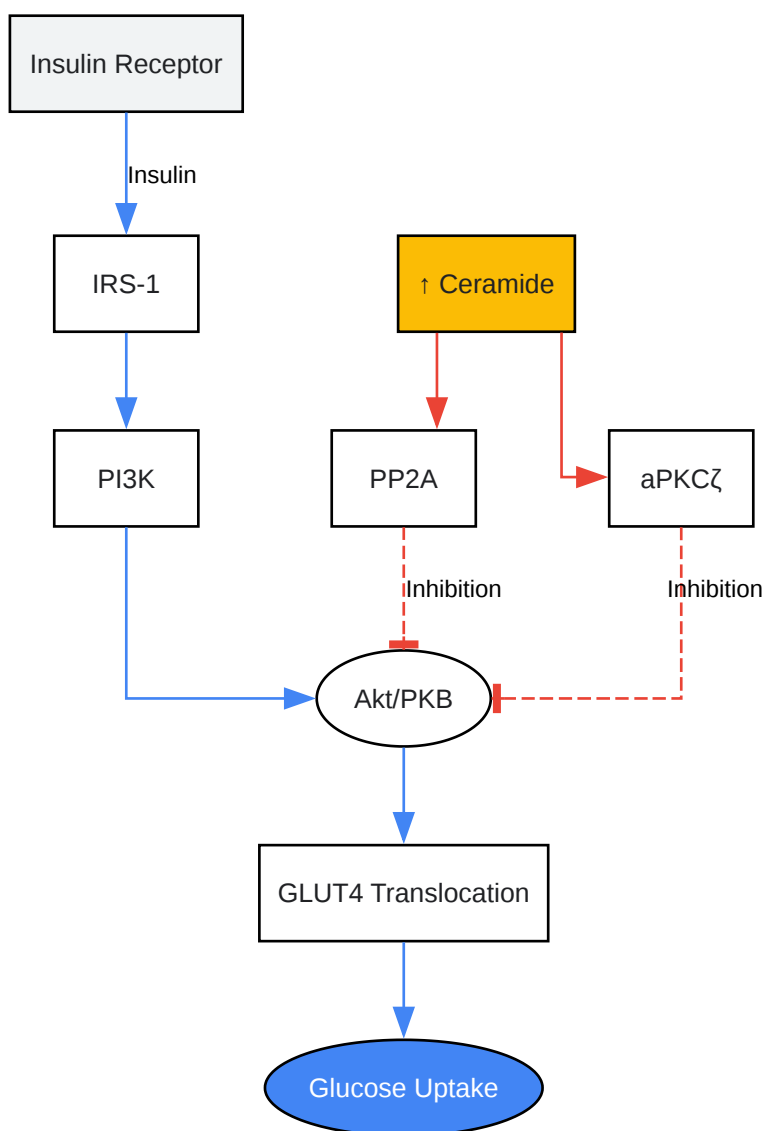 Insulin Receptor
Insulin
IRS-1
↑ Ceramide
PI3K
PP2A
aPKCζ
Inhibition
Inhibition
Akt/PKB
GLUT4 Translocation
Glucose Uptake